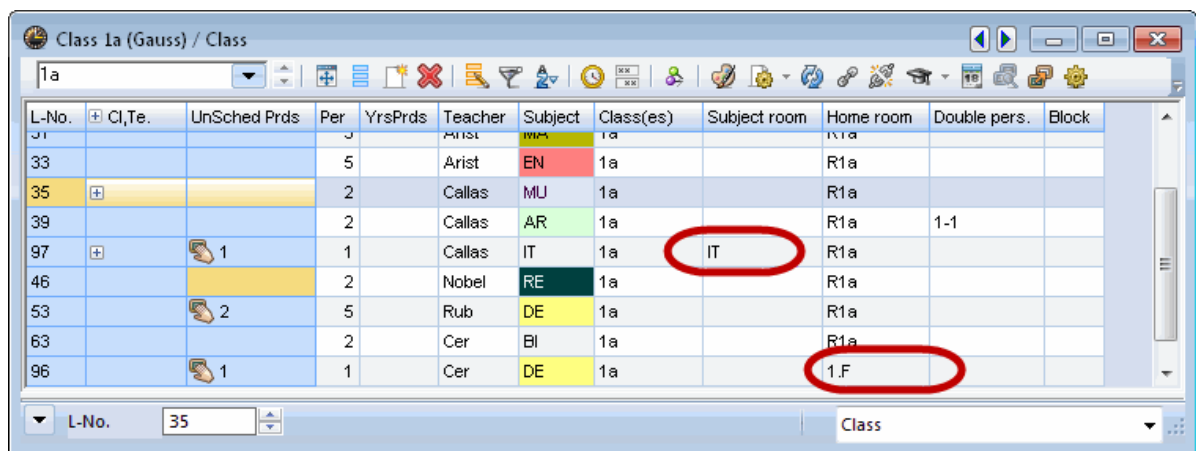 Class 1a (Gauss) / Class
1a
L-No. Cl,Te. UnSched Prds Per YrsPrds Teacher Subject Class(es) Subject room Home room Double pers. Block
33 5 Arist EN 1a R1a
35 2 Callas MU 1a R1a
39 2 Callas AR 1a R1a 1-1
97 1 1 Callas IT 1a IT R1a
46 2 Nobel RE 1a R1a
53 2 5 Rub DE 1a R1a
63 2 Cer BI 1a R1a
96 1 1 Cer DE 1a 1.F
L-No. 35 Class